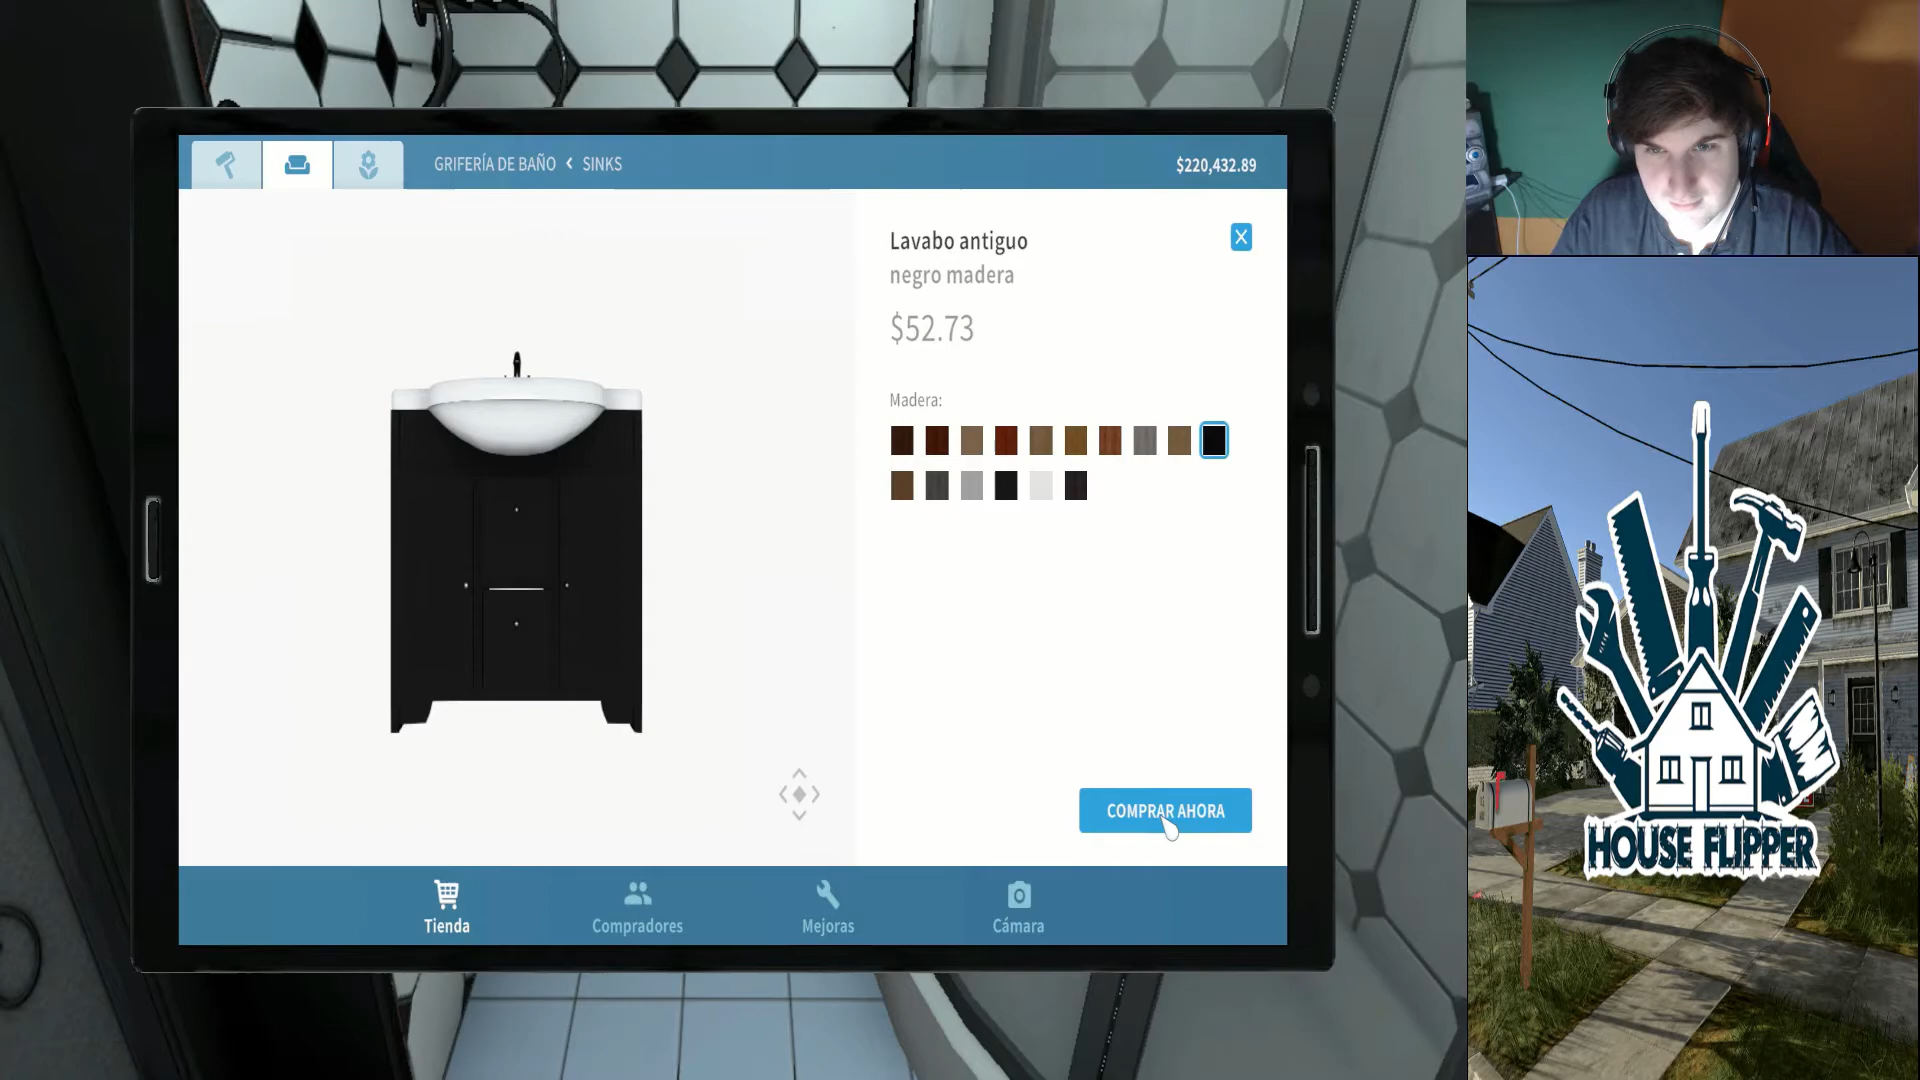 GRIFERÍA DE BAÑO < SINKS
$220,432.89
Lavabo antiguo
X
negro madera
$52.73
Madera:
COMPRAR AHORA
Tienda
Compradores
Mejoras
Cámara
HOUSE FLIPPER